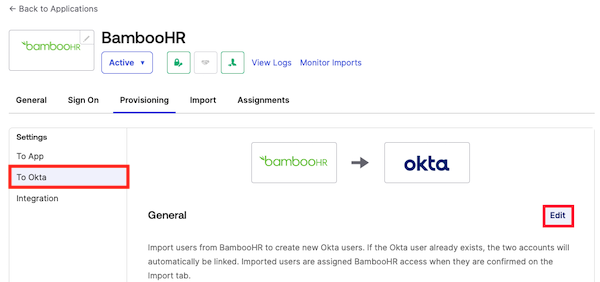 ← Back to Applications
bambooHR
BambooHR
Active ▼
View Logs Monitor Imports
General Sign On Provisioning Import Assignments
Settings
To App
To Okta
Integration
bambooHR → okta
General Edit
Import users from BambooHR to create new Okta users. If the Okta user already exists, the two accounts will
automatically be linked. Imported users are assigned BambooHR access when they are confirmed on the
Import tab.